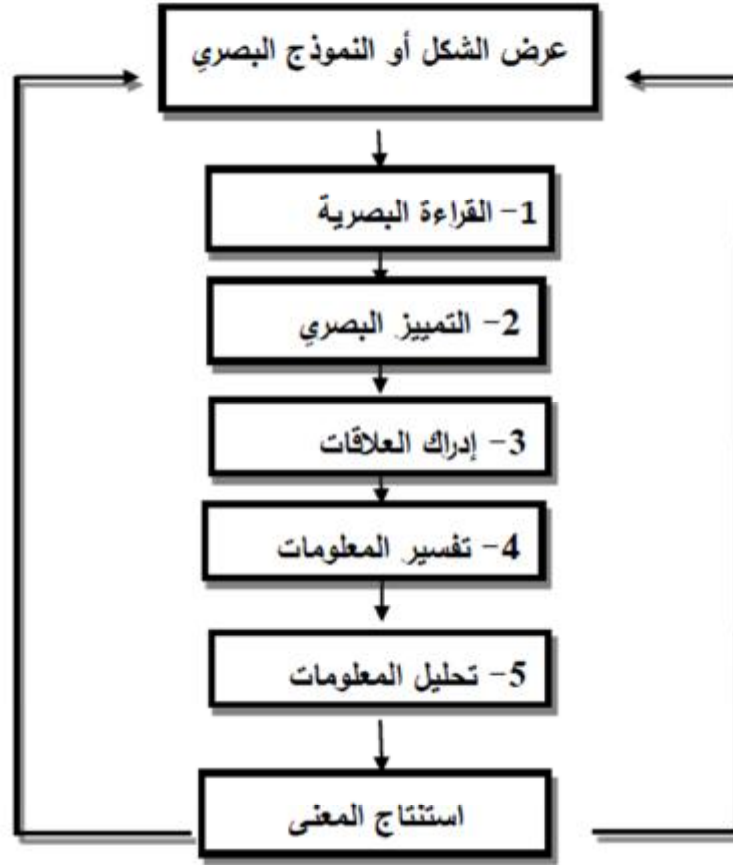 عرض الشكل أو النموذج البصري
1- القراءة البصرية
2- التمييز البصري
3- إدراك العلاقات
4- تفسير المعلومات
5- تحليل المعلومات
استنتاج المعنى